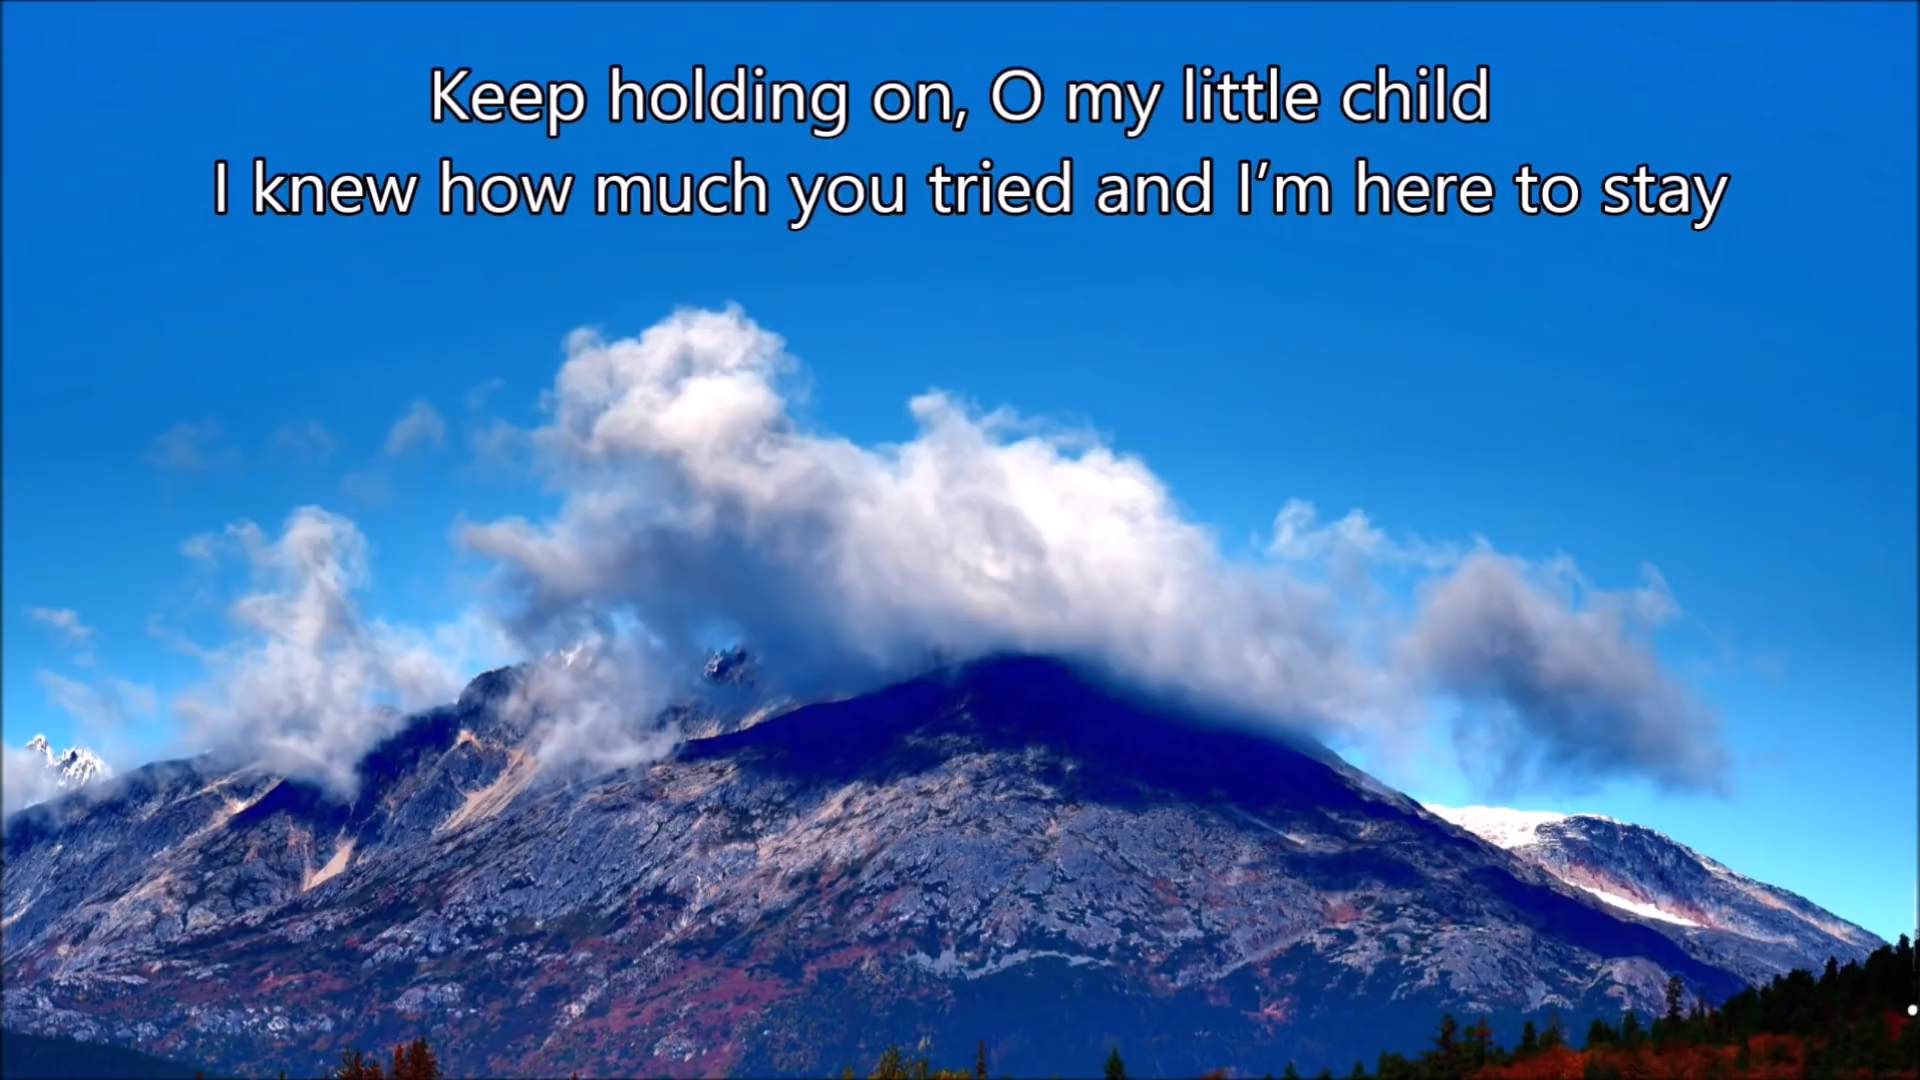 Keep holding on, O my little child
I knew how much you tried and I’m here to stay